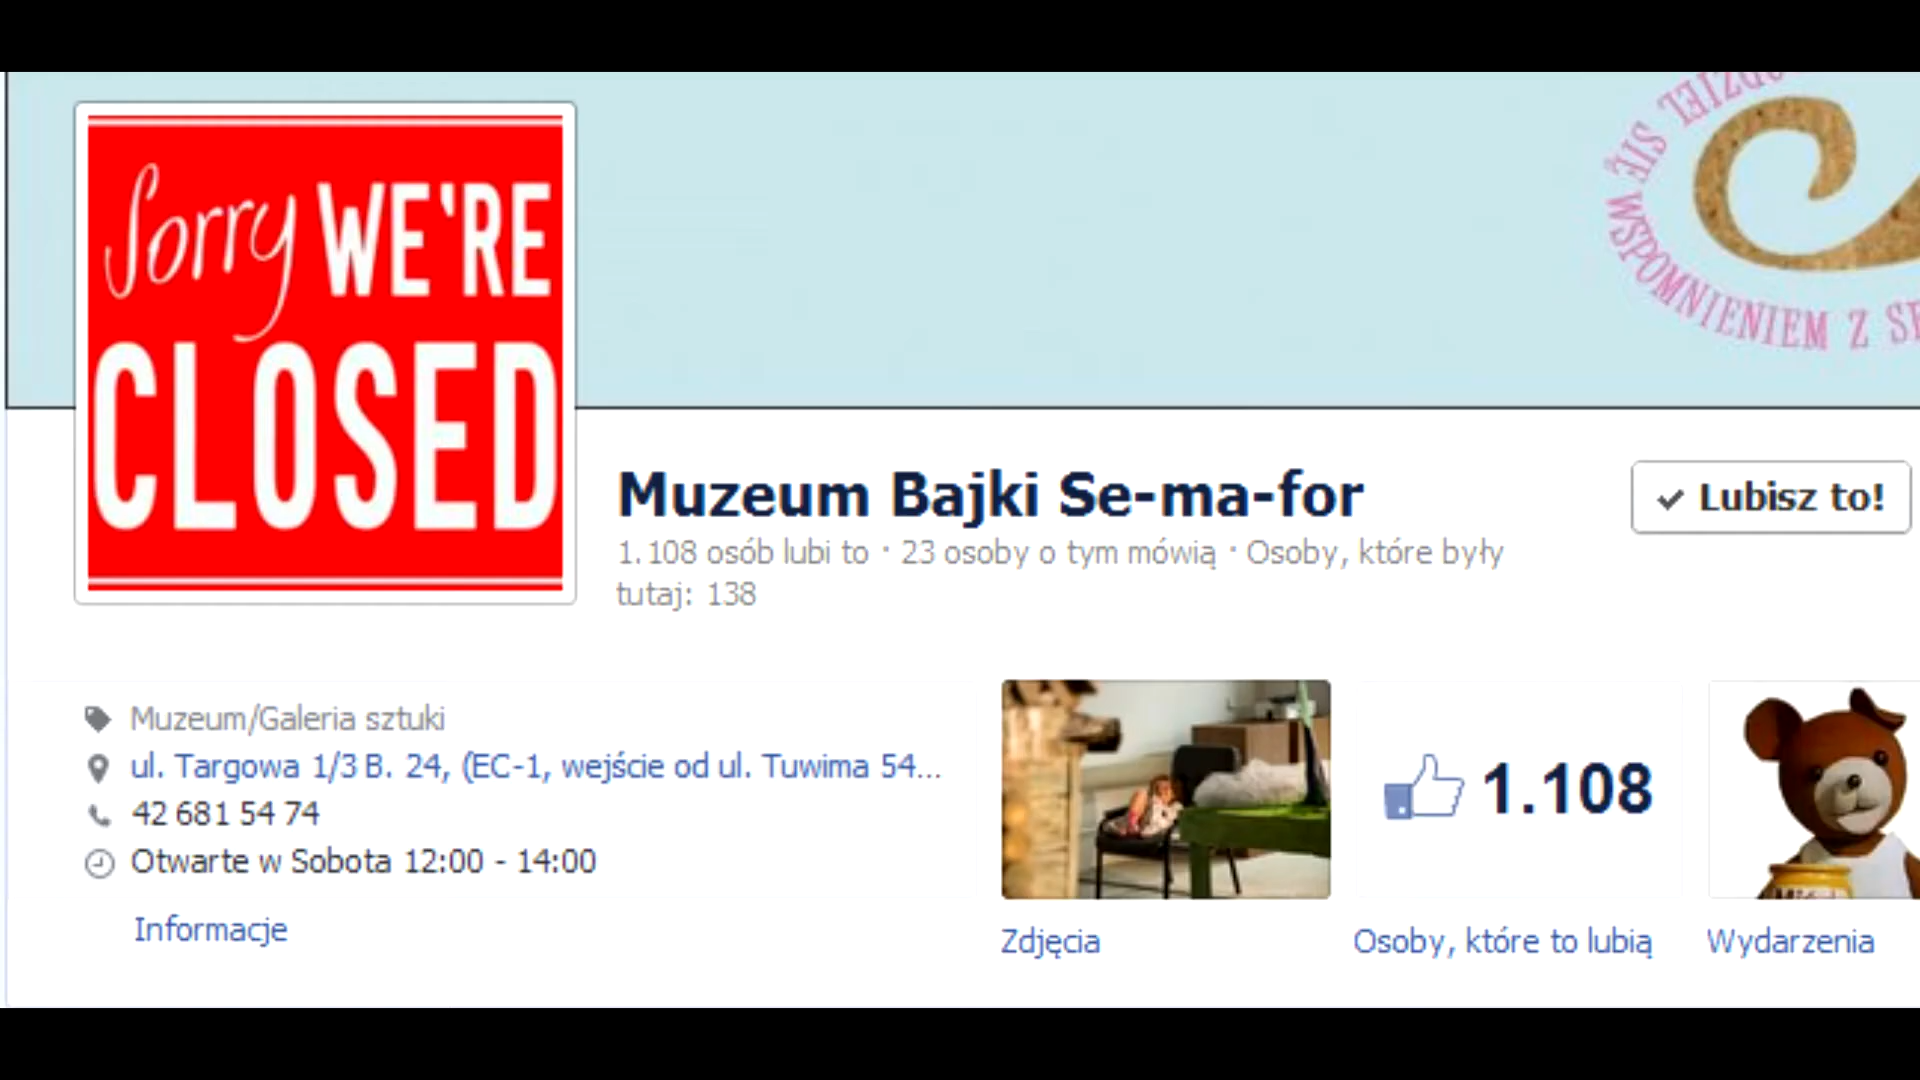 Sorry WE'RE
CLOSED
SIĘ WSPOMNIENIEM Z
Muzeum Bajki Se-ma-for
Lubisz to!
1.108 osób lubi to · 23 osoby o tym mówią · Osoby, które były
tutaj: 138
Muzeum/Galeria sztuki
ul. Targowa 1/3 B. 24, (EC-1, wejście od ul. Tuwima 54...
42 681 54 74
Otwarte w Sobota 12:00 - 14:00
Informacje
1.108
Zdjęcia
Osoby, które to lubią
Wydarzenia